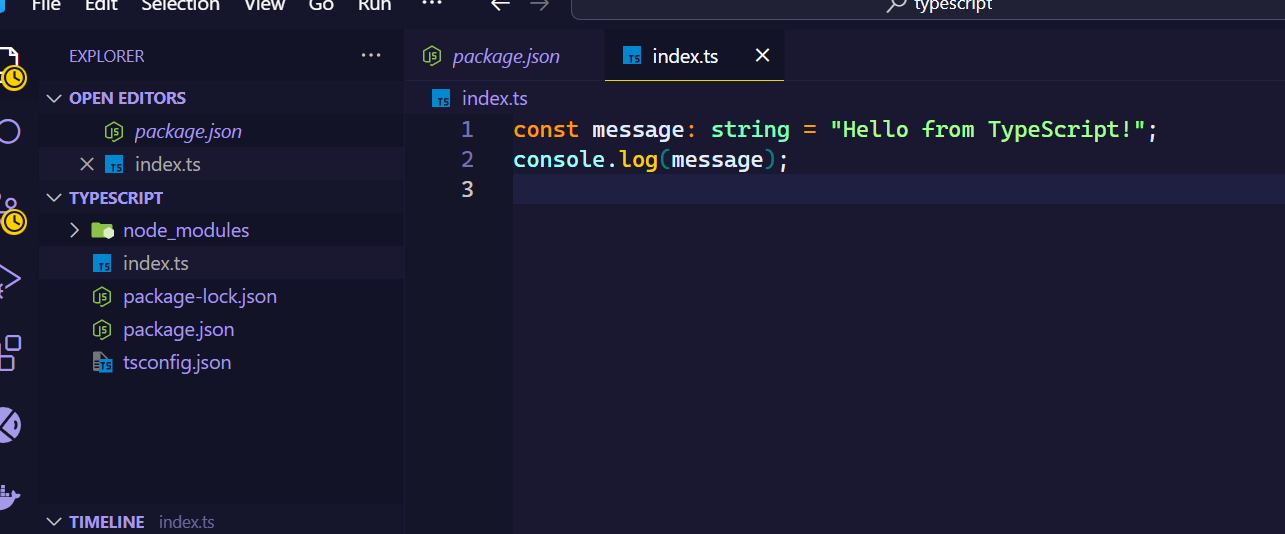 File Edit Selection View Go Run ···
typescript
EXPLORER ···
OPEN EDITORS
package.json
index.ts
TYPESCRIPT
node_modules
index.ts
package-lock.json
package.json
tsconfig.json
TIMELINE index.ts
package.json index.ts
index.ts
1 const message: string = "Hello from TypeScript!";
2 console.log(message);
3